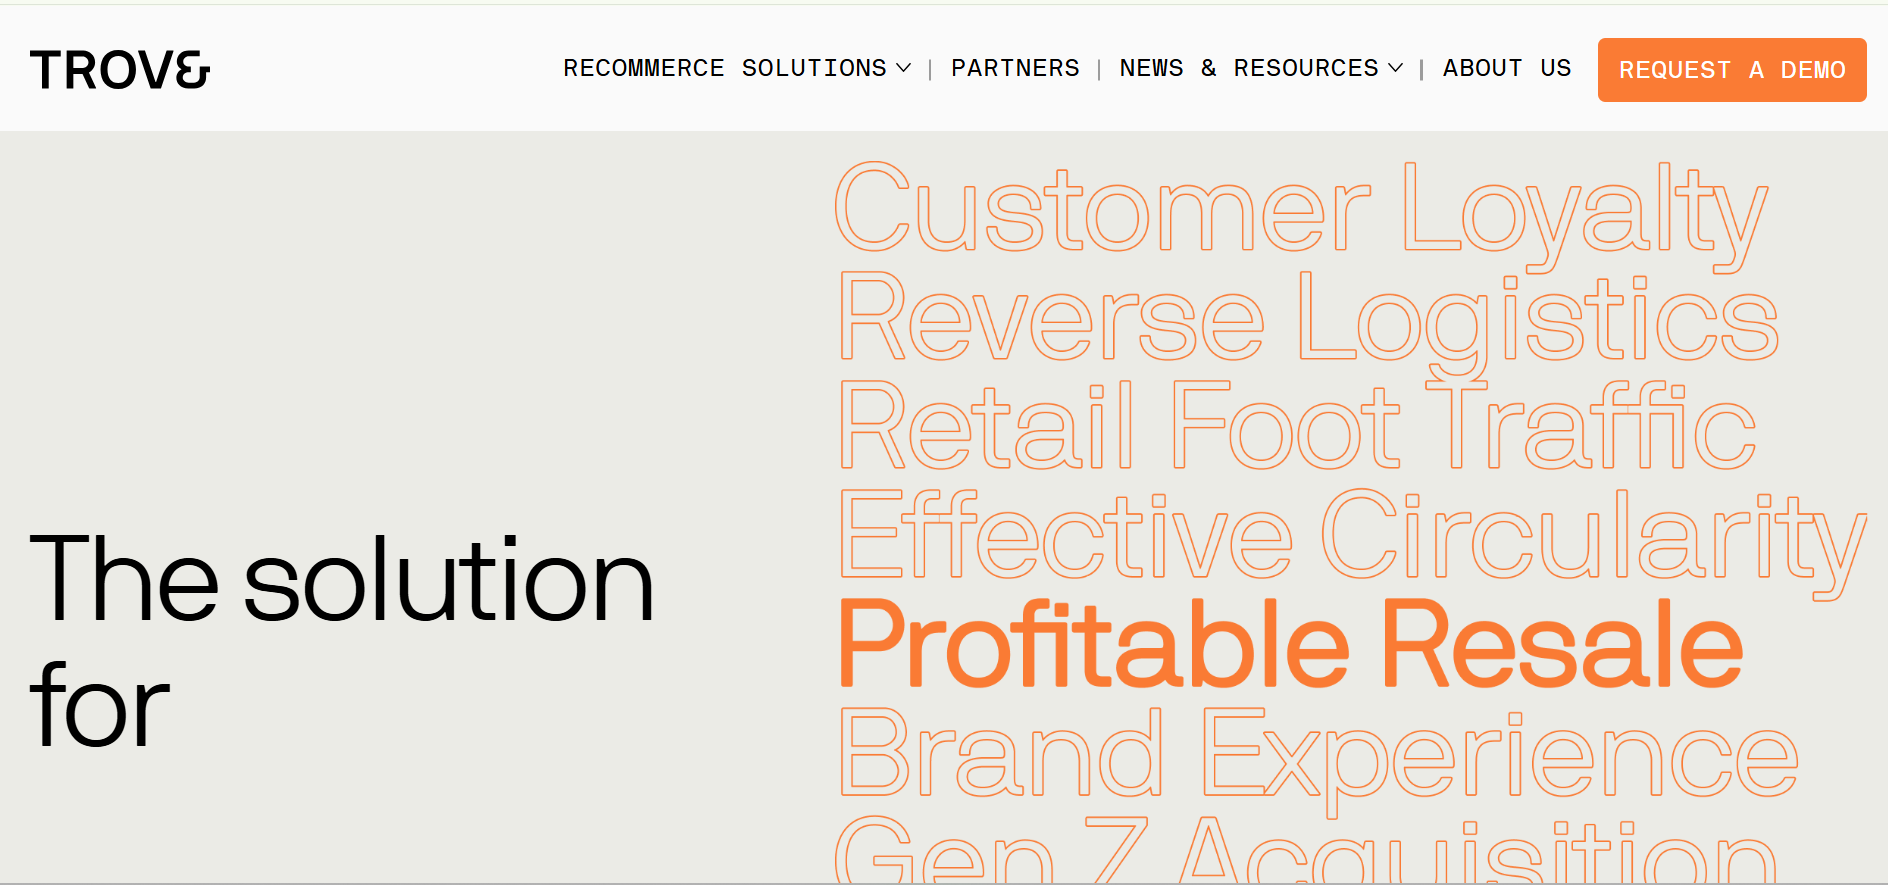 TROV&
RECOMMERCE SOLUTIONS | PARTNERS | NEWS & RESOURCES | ABOUT US
REQUEST A DEMO
The solution
for
Customer Loyalty
Reverse Logistics
Retail Foot Traffic
Effective Circularity
Profitable Resale
Brand Experience
Gen Z Acquisition